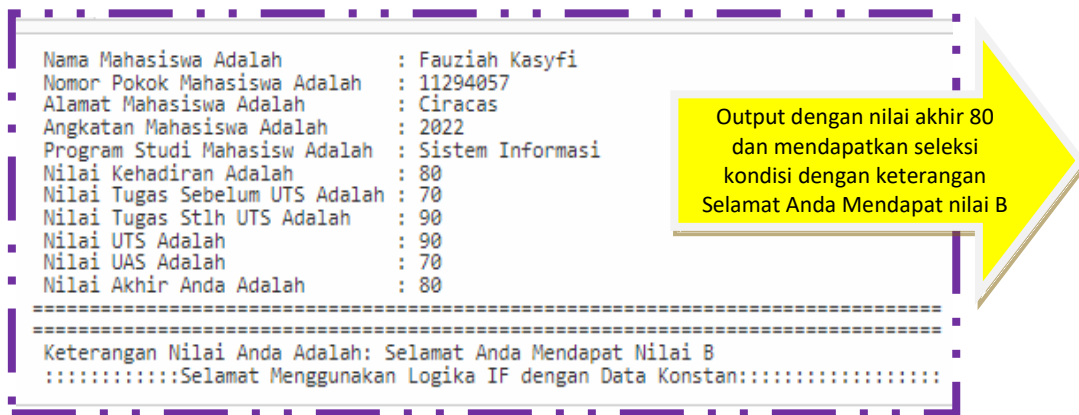 Nama Mahasiswa Adalah : Fauziah Kasyfi
Nomor Pokok Mahasiswa Adalah : 11294057
Alamat Mahasiswa Adalah : Ciracas
Angkatan Mahasiswa Adalah : 2022
Program Studi Mahasisw Adalah : Sistem Informasi
Nilai Kehadiran Adalah : 80
Nilai Tugas Sebelum UTS Adalah : 70
Nilai Tugas Stlh UTS Adalah : 90
Nilai UTS Adalah : 90
Nilai UAS Adalah : 70
Nilai Akhir Anda Adalah : 80
================================================================================
================================================================================
Keterangan Nilai Anda Adalah: Selamat Anda Mendapat Nilai B
::::::::::::Selamat Menggunakan Logika IF dengan Data Konstan::::::::::::::::::
Output dengan nilai akhir 80
dan mendapatkan seleksi
kondisi dengan keterangan
Selamat Anda Mendapat nilai B